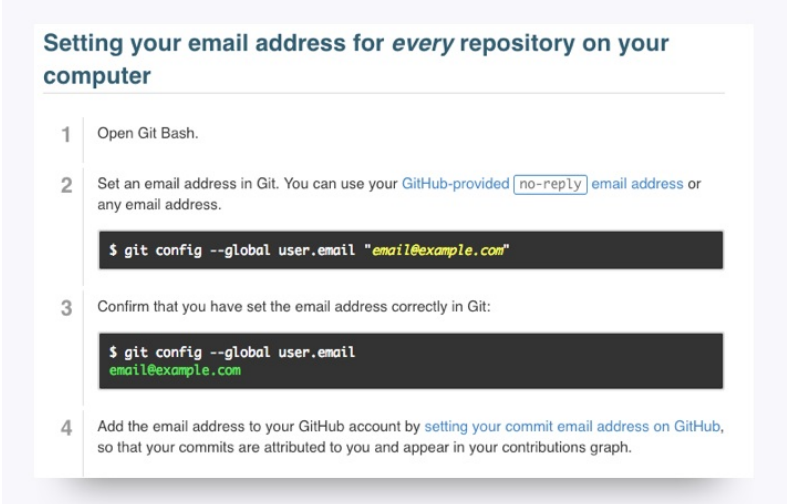 Setting your email address for every repository on your
computer
1 Open Git Bash.
2 Set an email address in Git. You can use your GitHub-provided no-reply email address or
any email address.
$ git config --global user.email "email@example.com"
3 Confirm that you have set the email address correctly in Git:
$ git config --global user.email
email@example.com
4 Add the email address to your GitHub account by setting your commit email address on GitHub,
so that your commits are attributed to you and appear in your contributions graph.